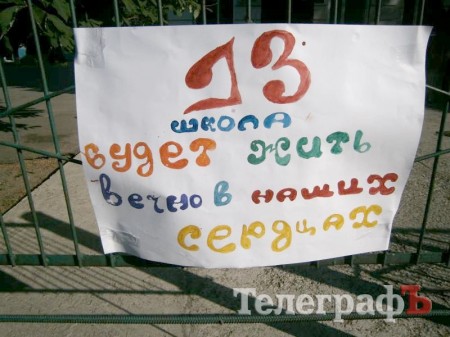 13
школа
будет жить
вечно в наших
сердцах
ТелеграфЪ